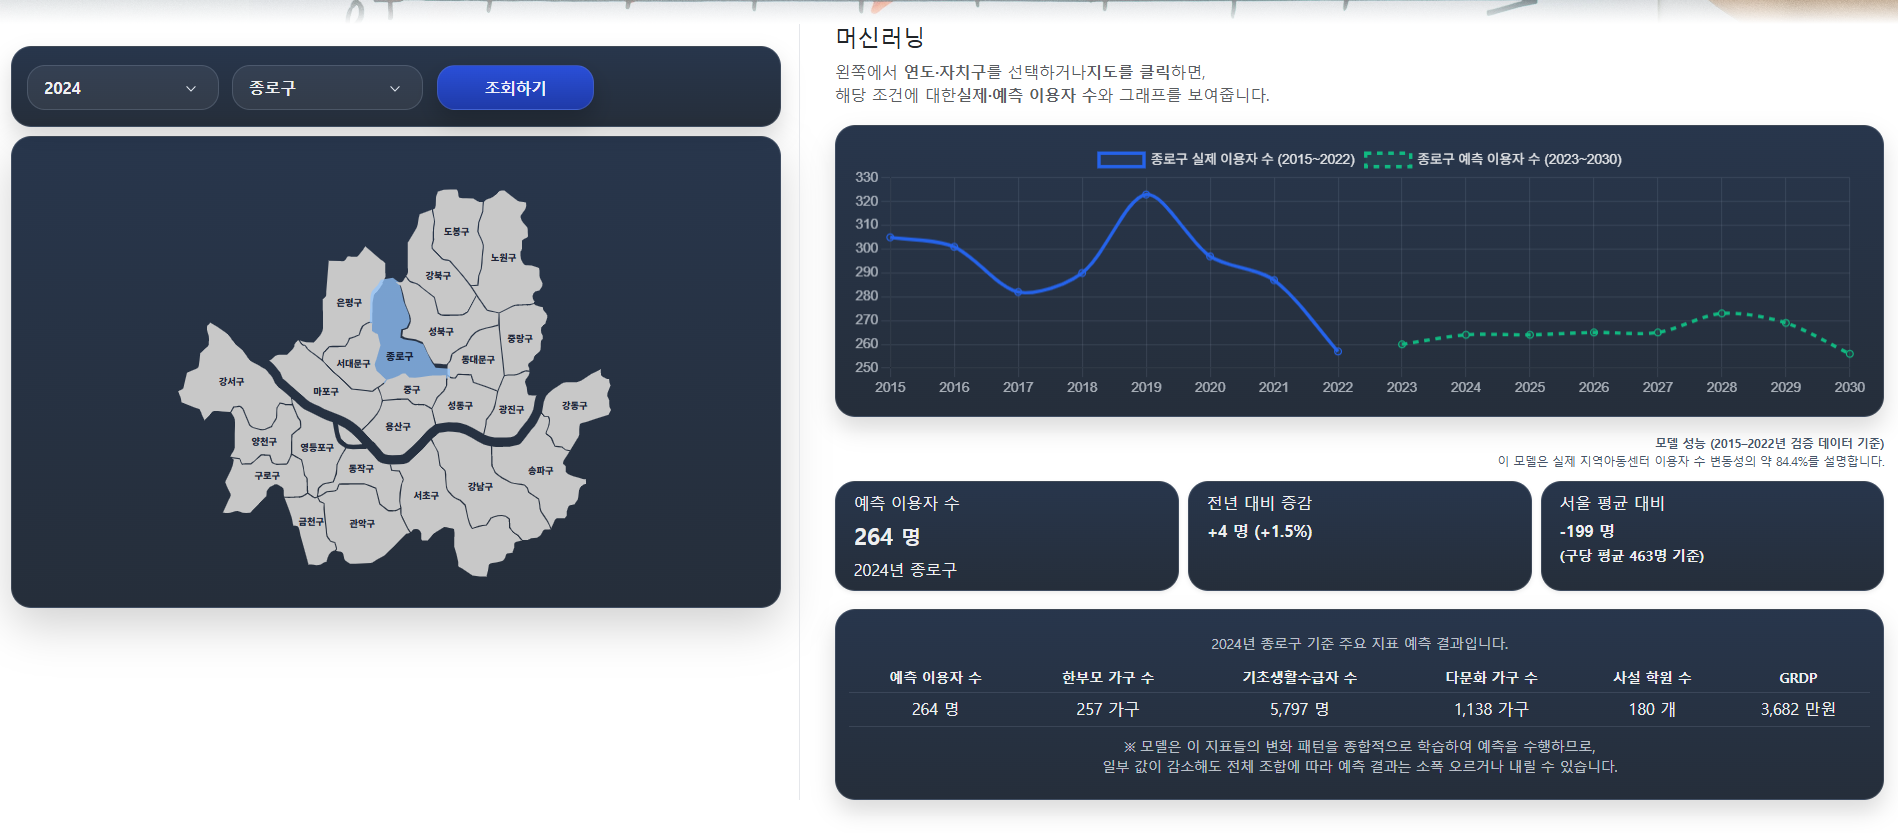 2024
종로구
조회하기
도봉구
노원구
강북구
은평구
성북구
중랑구
종로구
서대문구
동대문구
강서구
마포구
중구
성동구
광진구
강동구
용산구
양천구
영등포구
동작구
송파구
구로구
강남구
서초구
금천구
관악구
머신러닝
왼쪽에서 연도·자치구를 선택하거나지도를 클릭하면,
해당 조건에 대한실제·예측 이용자 수와 그래프를 보여줍니다.
종로구 실제 이용자 수 (2015~2022) 종로구 예측 이용자 수 (2023~2030)
330
320
310
300
290
280
270
260
250
2015 2016 2017 2018 2019 2020 2021 2022 2023 2024 2025 2026 2027 2028 2029 2030
모델 성능 (2015–2022년 검증 데이터 기준)
이 모델은 실제 지역아동센터 이용자 수 변동성의 약 84.4%를 설명합니다.
예측 이용자 수
264 명
2024년 종로구
전년 대비 증감
+4 명 (+1.5%)
서울 평균 대비
-199 명
(구당 평균 463명 기준)
2024년 종로구 기준 주요 지표 예측 결과입니다.
예측 이용자 수 한부모 가구 수 기초생활수급자 수 다문화 가구 수 사설 학원 수 GRDP
264 명 257 가구 5,797 명 1,138 가구 180 개 3,682 만원
※ 모델은 이 지표들의 변화 패턴을 종합적으로 학습하여 예측을 수행하므로,
일부 값이 감소해도 전체 조합에 따라 예측 결과는 소폭 오르거나 내릴 수 있습니다.